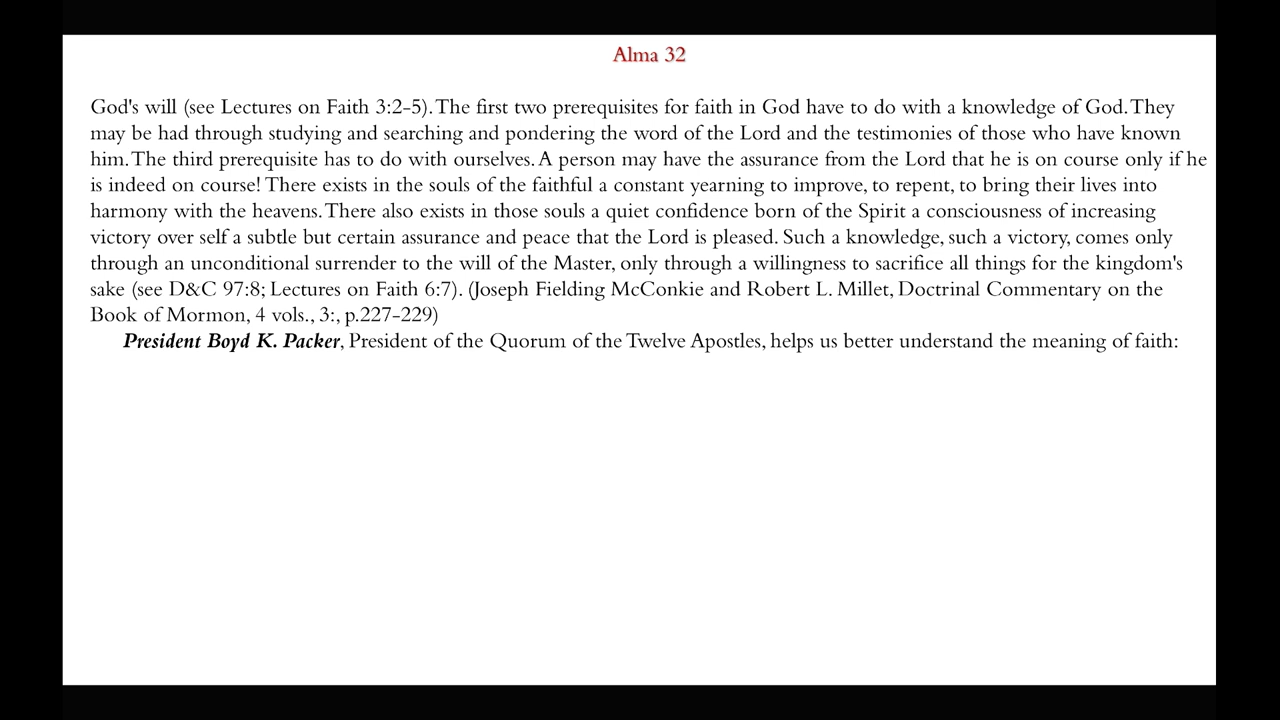 Alma 32
God's will (see Lectures on Faith 3:2-5). The first two prerequisites for faith in God have to do with a knowledge of God. They
may be had through studying and searching and pondering the word of the Lord and the testimonies of those who have known
him. The third prerequisite has to do with ourselves. A person may have the assurance from the Lord that he is on course only if he
is indeed on course! There exists in the souls of the faithful a constant yearning to improve, to repent, to bring their lives into
harmony with the heavens. There also exists in those souls a quiet confidence born of the Spirit a consciousness of increasing
victory over self a subtle but certain assurance and peace that the Lord is pleased. Such a knowledge, such a victory, comes only
through an unconditional surrender to the will of the Master, only through a willingness to sacrifice all things for the kingdom's
sake (see D&C 97:8; Lectures on Faith 6:7). (Joseph Fielding McConkie and Robert L. Millet, Doctrinal Commentary on the
Book of Mormon, 4 vols., 3:, p.227-229)
President Boyd K. Packer, President of the Quorum of the Twelve Apostles, helps us better understand the meaning of faith: